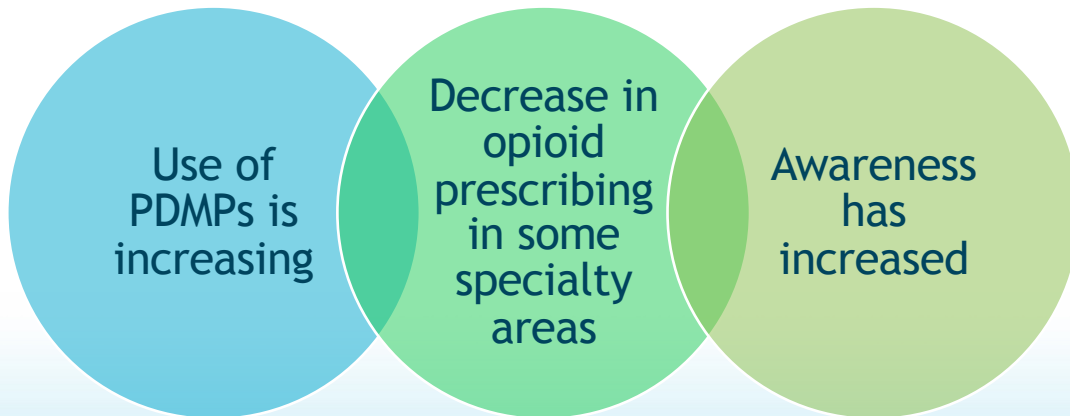 Use of
PDMPs is
increasing
Decrease in
opioid
prescribing
in some
specialty
areas
Awareness
has
increased